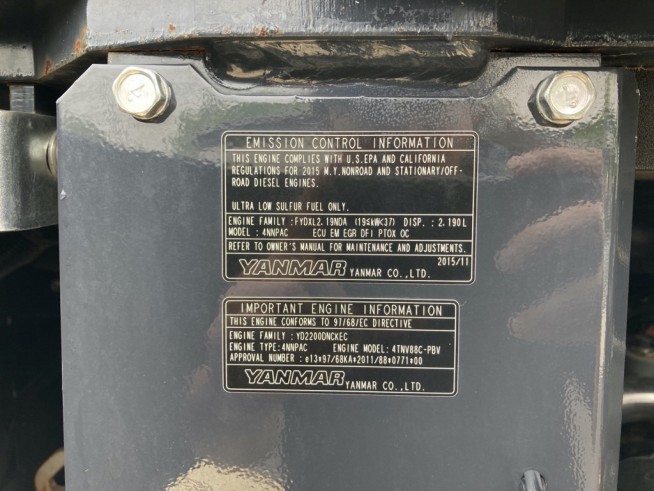 EMISSION CONTROL INFORMATION
THIS ENGINE COMPLIES WITH U.S.EPA AND CALIFORNIA
REGULATIONS FOR 2015 M.Y.NONROAD AND STATIONARY/OFF-
ROAD DIESEL ENGINES.
ULTRA LOW SULFUR FUEL ONLY.
ENGINE FAMILY :FYDXL2.19NDA (19≤kW<37) DISP.: 2.190L
MODEL : 4NNPAC ECU EM EGR DFI PTOX OC
REFER TO OWNER'S MANUAL FOR MAINTENANCE AND ADJUSTMENTS.
2015/11
YANMAR YANMAR CO.,LTD.
IMPORTANT ENGINE INFORMATION
THIS ENGINE CONFORMS TO 97/68/EC DIRECTIVE
ENGINE FAMILY : YD2200DNCKEC
ENGINE TYPE:4NNPAC ENGINE MODEL: 4TNV88C-PBV
APPROVAL NUMBER :e13*97/68KA*2011/88*0771*00
YANMAR YANMAR CO.,LTD.